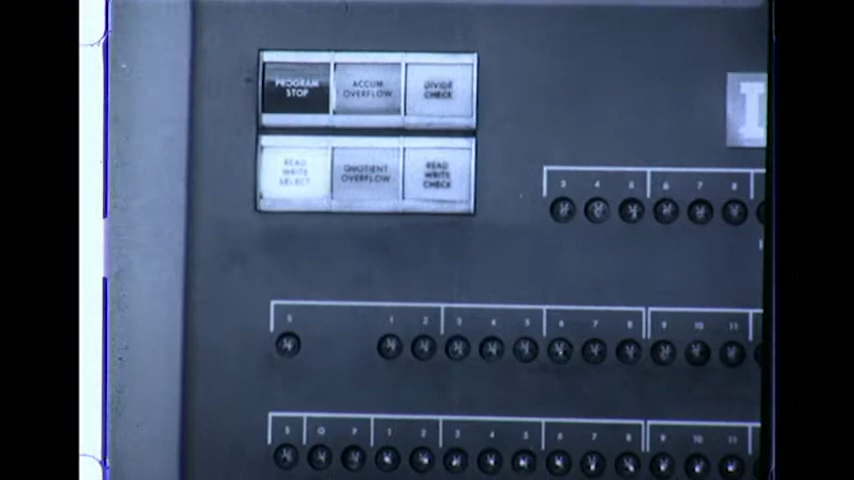 PROGRAM
STOP
ACCUM
OVERFLOW
DIVIDE
CHECK
READ
WRITE
SELECT
QUOTIENT
OVERFLOW
READ
WRITE
CHECK
3 4 5 6 7 8
S 1 2 3 4 5 6 7 8 9 10 11
S Q P 1 2 3 4 5 6 7 8 9 10 11